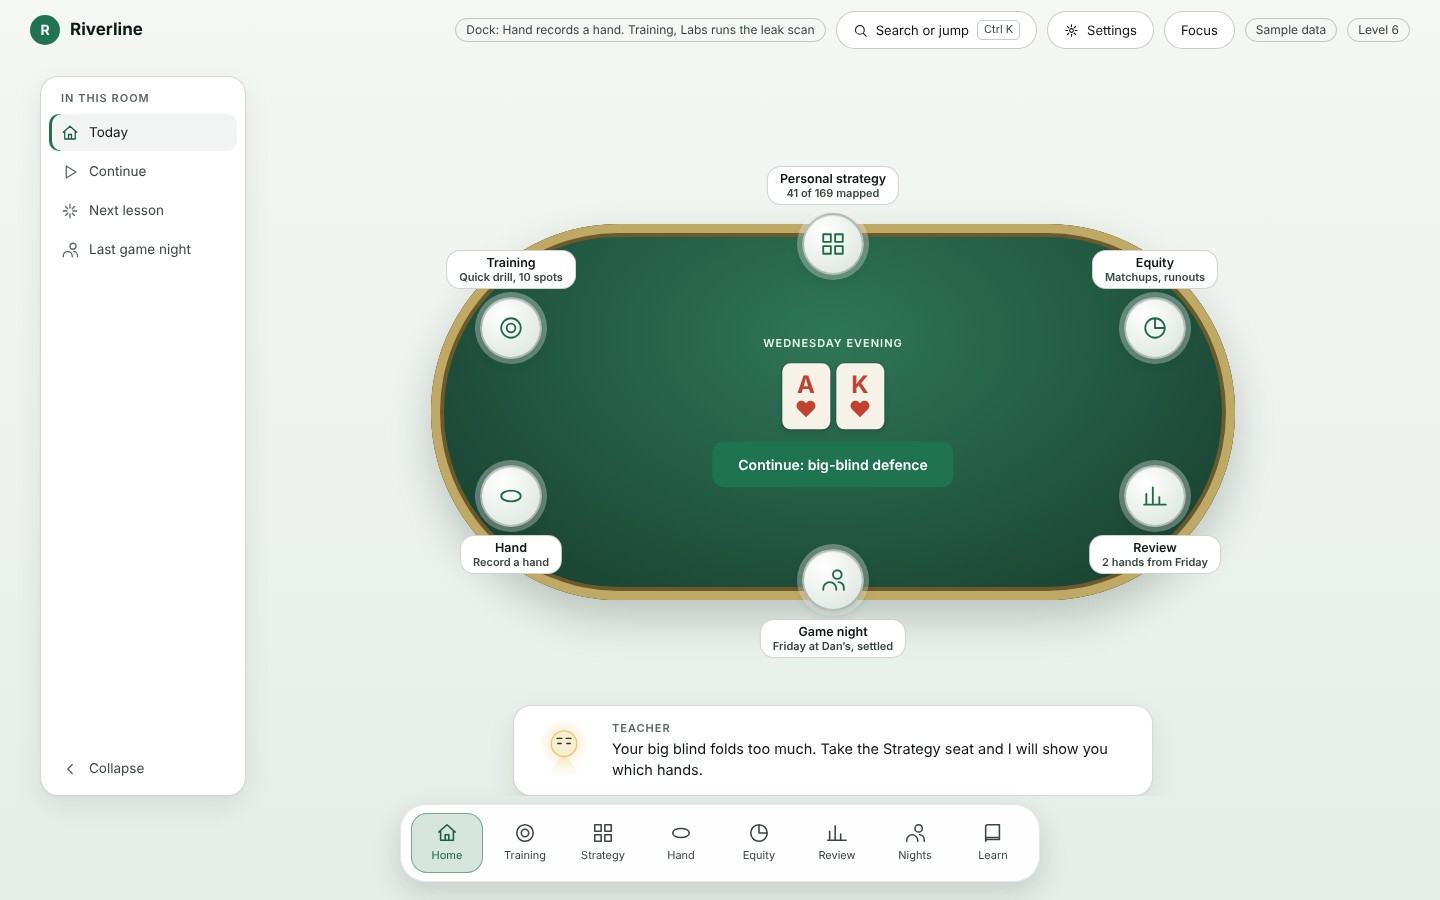 R Riverline
Dock: Hand records a hand. Training, Labs runs the leak scan
Search or jump Ctrl K
Settings
Focus
Sample data
Level 6
IN THIS ROOM
Today
Continue
Next lesson
Last game night
Collapse
Personal strategy
41 of 169 mapped
Training
Quick drill, 10 spots
Equity
Matchups, runouts
WEDNESDAY EVENING
A K
Continue: big-blind defence
Hand
Record a hand
Review
2 hands from Friday
Game night
Friday at Dan's, settled
TEACHER
Your big blind folds too much. Take the Strategy seat and I will show you
which hands.
Home
Training
Strategy
Hand
Equity
Review
Nights
Learn